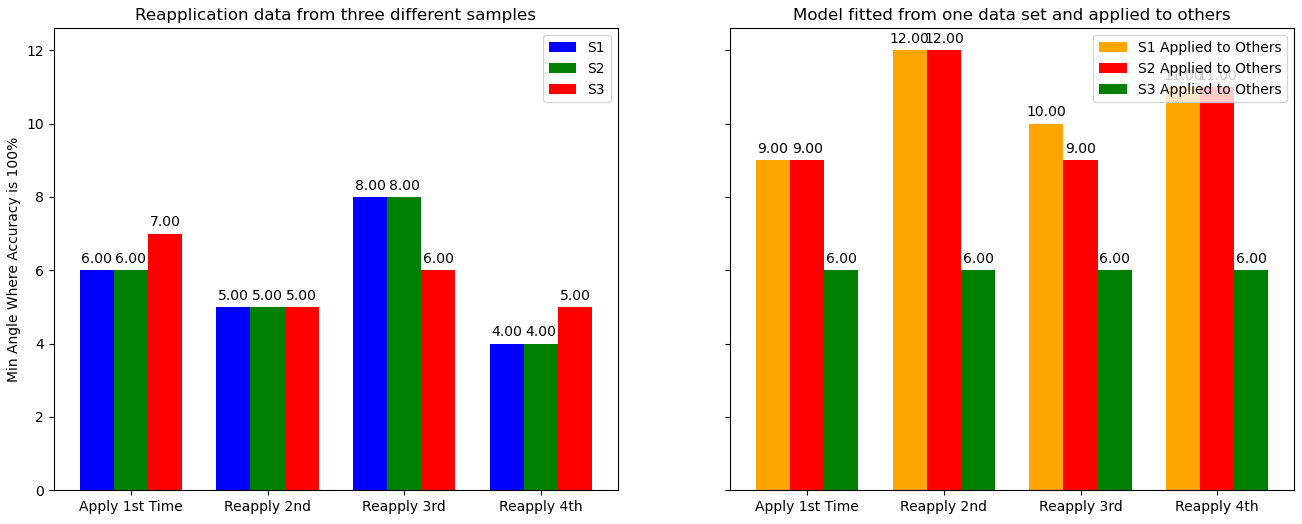 Reapplication data from three different samples
Min Angle Where Accuracy is 100%
12
10
8
6
4
2
0
S1
S2
S3
6.00 6.00 7.00
5.00 5.00 5.00
8.00 8.00 6.00
4.00 4.00 5.00
Apply 1st Time Reapply 2nd Reapply 3rd Reapply 4th
Model fitted from one data set and applied to others
S1 Applied to Others
S2 Applied to Others
S3 Applied to Others
9.00 9.00 6.00
12.00 12.00 6.00
10.00 9.00 6.00
11.00 11.00 6.00
Apply 1st Time Reapply 2nd Reapply 3rd Reapply 4th